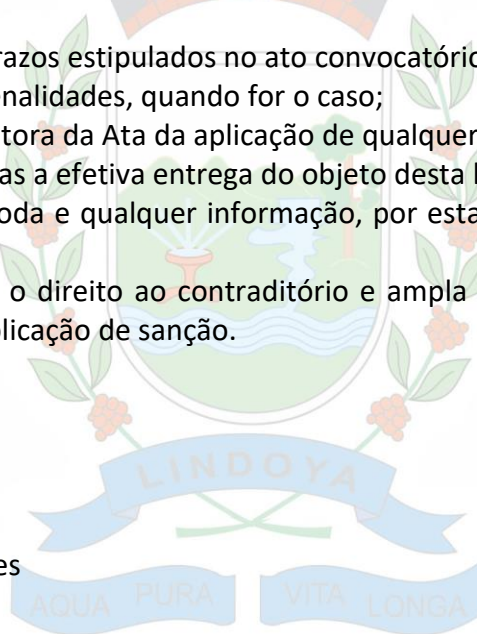 razos estipulados no ato convocatório
enalidades, quando for o caso;
tora da Ata da aplicação de qualquer
as a efetiva entrega do objeto desta l
oda e qualquer informação, por esta
o direito ao contraditório e ampla
plicação de sanção.
LINDOYA
es
AQUA PURA VITA LONGA